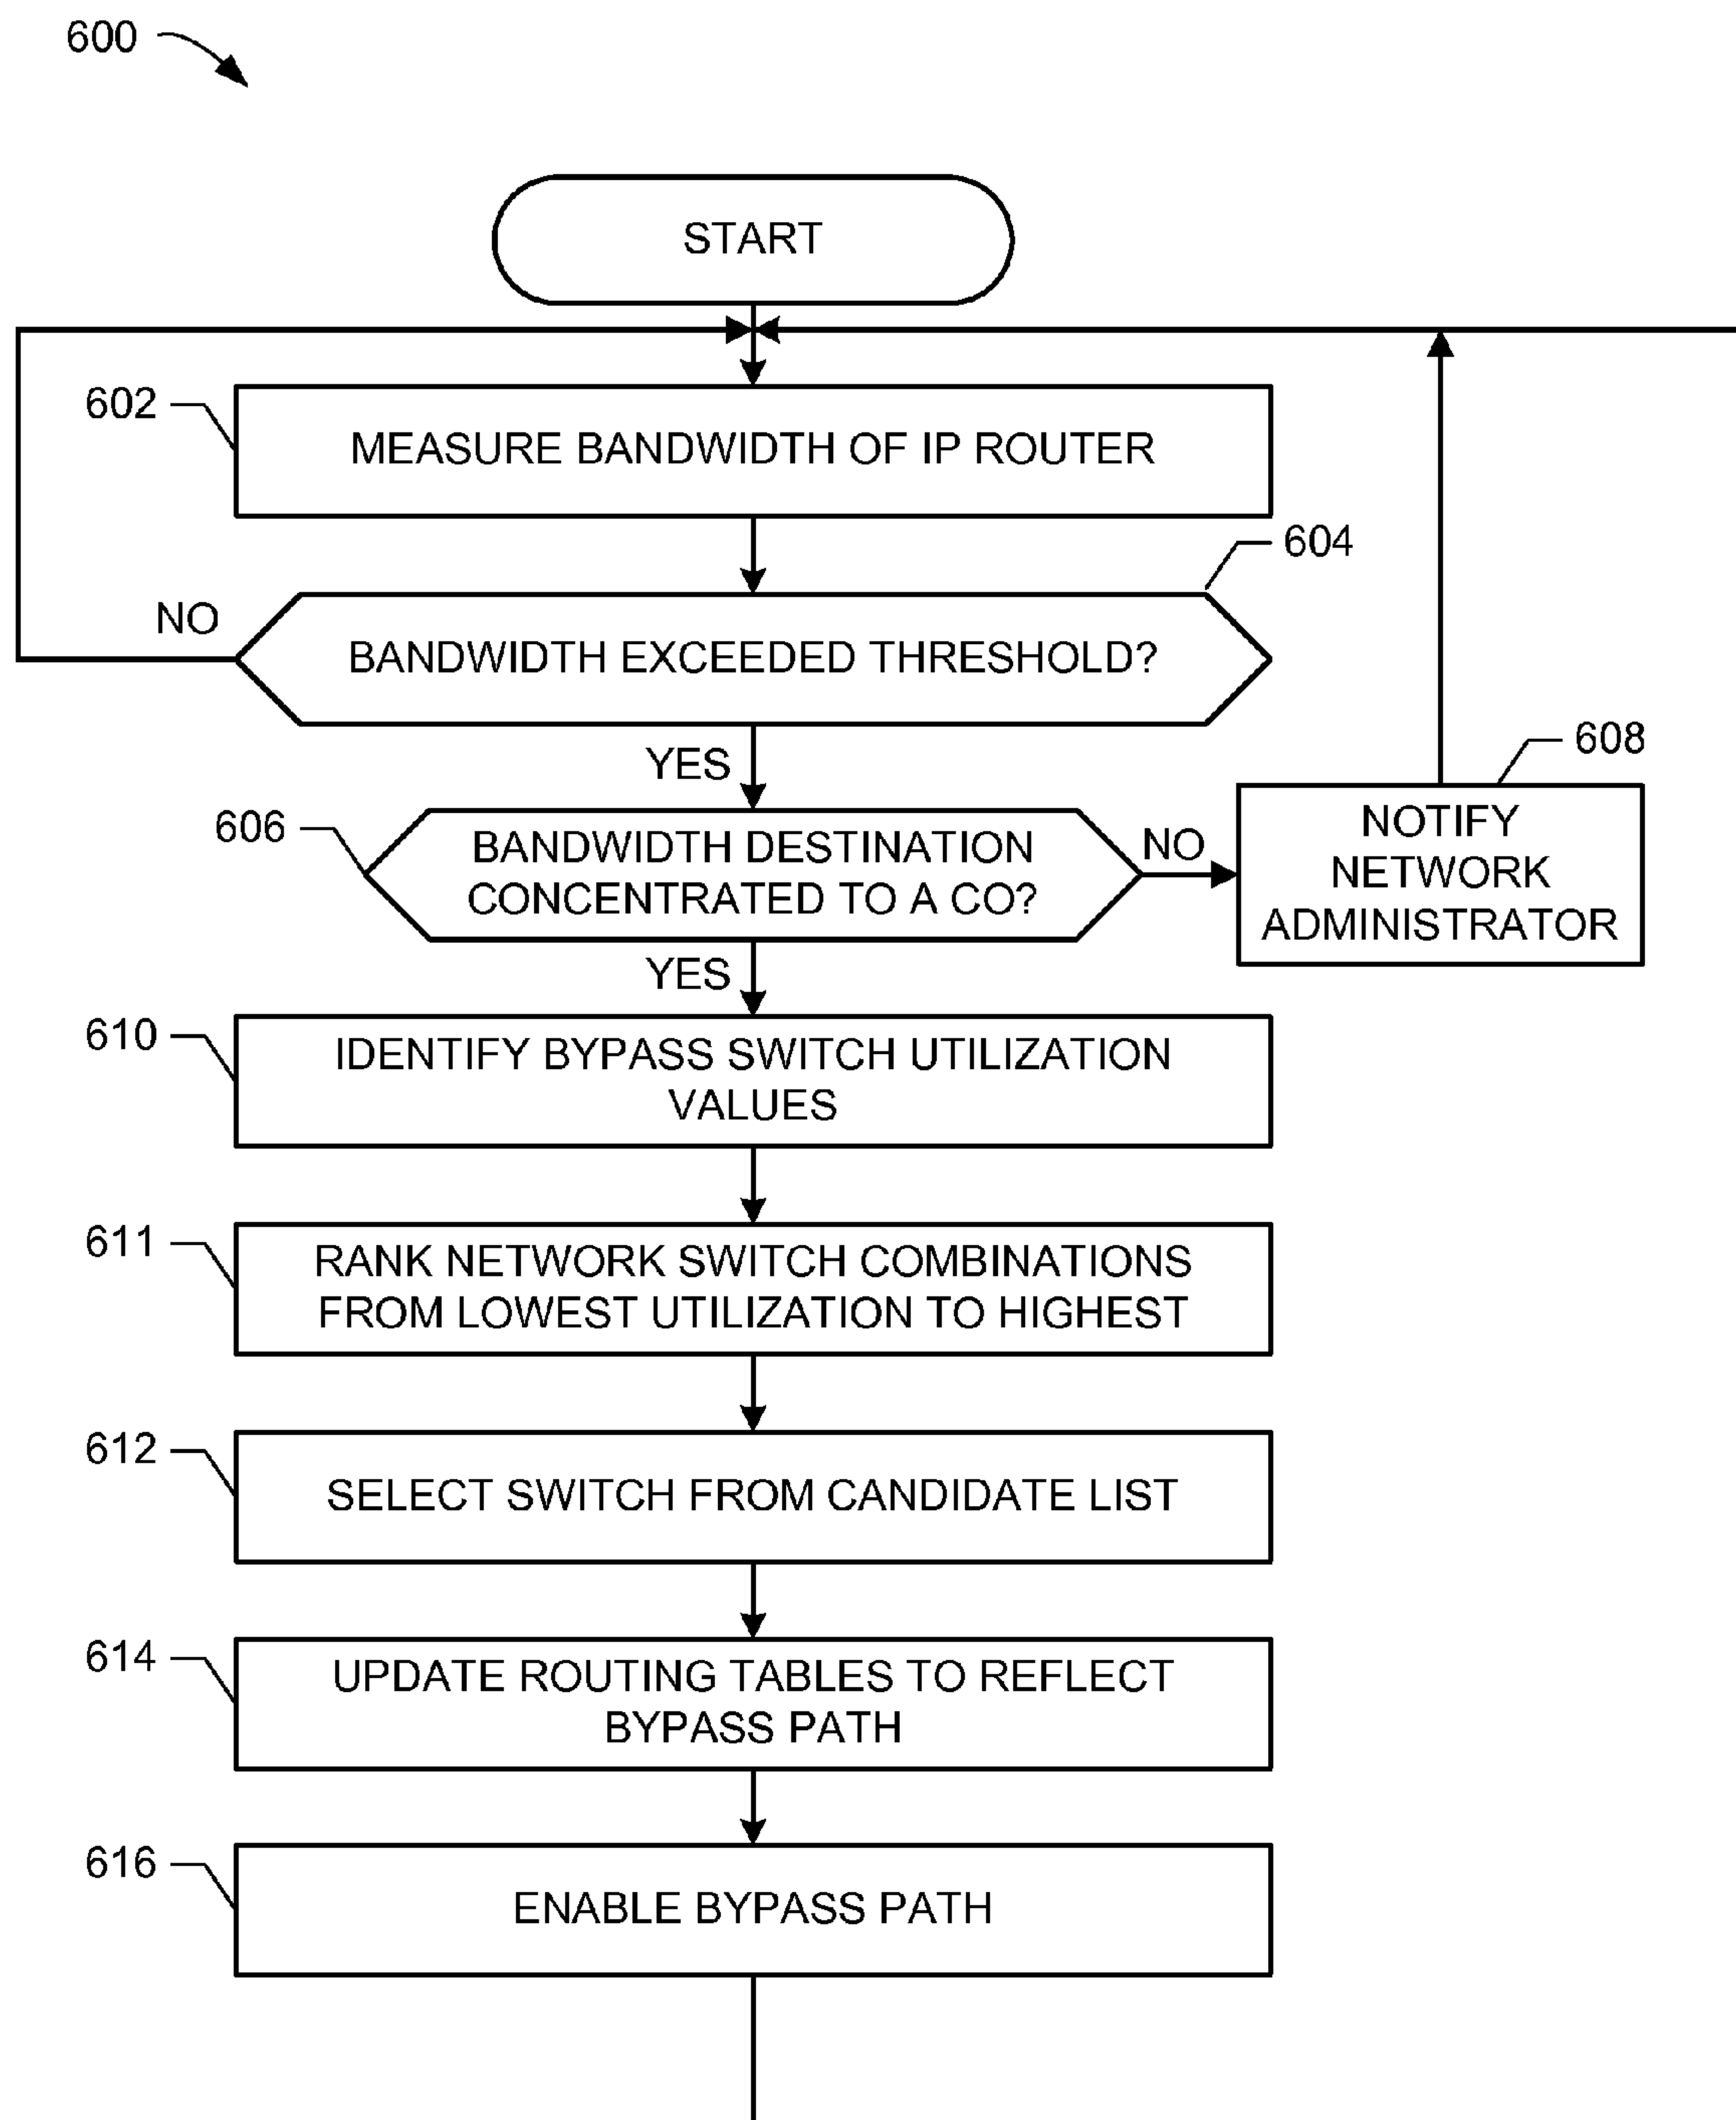 600
START
602
MEASURE BANDWIDTH OF IP ROUTER
604
NO
BANDWIDTH EXCEEDED THRESHOLD?
YES
608
606
BANDWIDTH DESTINATION
CONCENTRATED TO A CO?
NO
NOTIFY
NETWORK
ADMINISTRATOR
YES
610
IDENTIFY BYPASS SWITCH UTILIZATION
VALUES
611
RANK NETWORK SWITCH COMBINATIONS
FROM LOWEST UTILIZATION TO HIGHEST
612
SELECT SWITCH FROM CANDIDATE LIST
614
UPDATE ROUTING TABLES TO REFLECT
BYPASS PATH
616
ENABLE BYPASS PATH